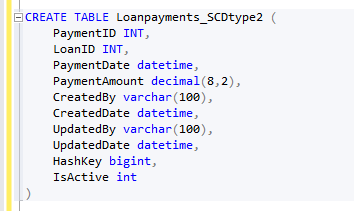 CREATE TABLE Loanpayments_SCDtype2 (
PaymentID INT,
LoanID INT,
PaymentDate datetime,
PaymentAmount decimal(8,2),
CreatedBy varchar(100),
CreatedDate datetime,
UpdatedBy varchar(100),
UpdatedDate datetime,
HashKey bigint,
IsActive int
)